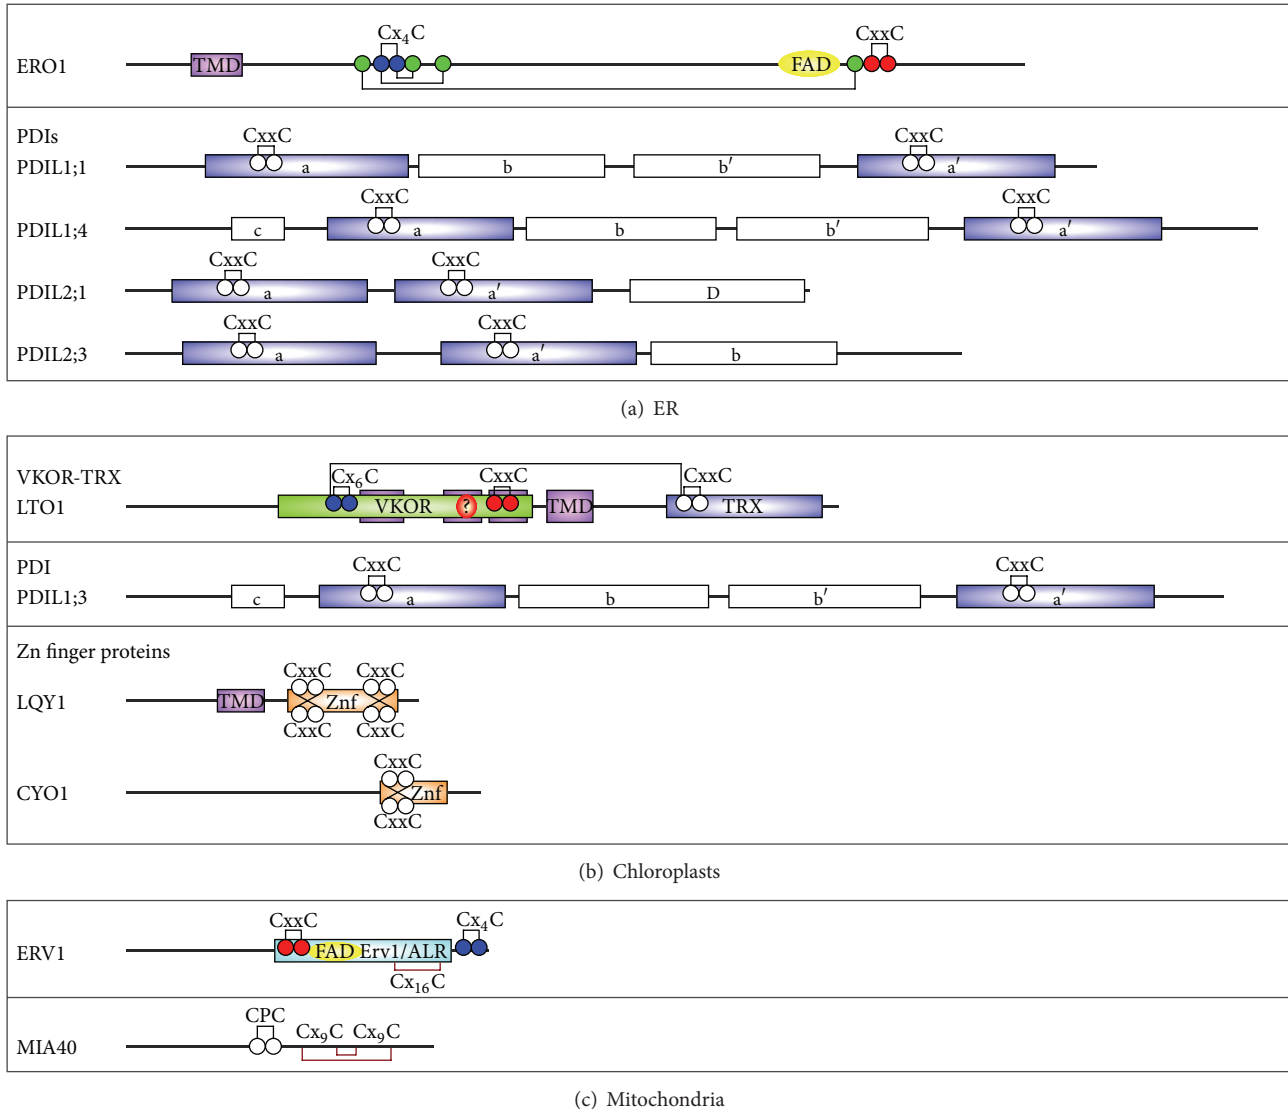 Cx4C CxxC
ERO1 TMD FAD
PDIs
CxxC CxxC
PDIL1;1 a b b′ a′
CxxC CxxC
PDIL1;4 c a b b′ a′
CxxC CxxC
PDIL2;1 a a′ D
CxxC CxxC
PDIL2;3 a a′ b
(a) ER
VKOR-TRX Cx6C CxxC CxxC
LTO1 VKOR ? TMD TRX
PDI CxxC CxxC
PDIL1;3 c a b b′ a′
Zn finger proteins
CxxC CxxC
LQY1 TMD Znf
CxxC CxxC
CxxC
CYO1 Znf
CxxC
(b) Chloroplasts
CxxC Cx4C
ERV1 FAD Erv1/ALR
Cx16C
CPC
MIA40 Cx9C Cx9C
(c) Mitochondria